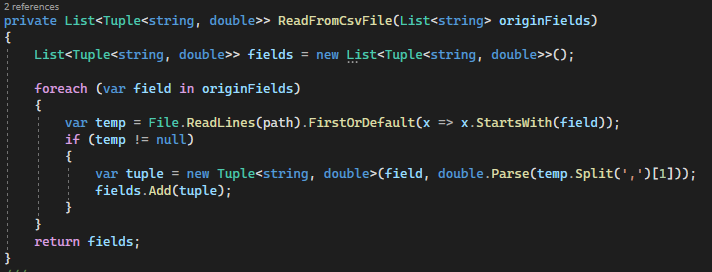 2 references
private List<Tuple<string, double>> ReadFromCsvFile(List<string> originFields)
{
List<Tuple<string, double>> fields = new List<Tuple<string, double>>();
foreach (var field in originFields)
{
var temp = File.ReadLines(path).FirstOrDefault(x => x.StartsWith(field));
if (temp != null)
{
var tuple = new Tuple<string, double>(field, double.Parse(temp.Split(',')[1]));
fields.Add(tuple);
}
}
return fields;
}